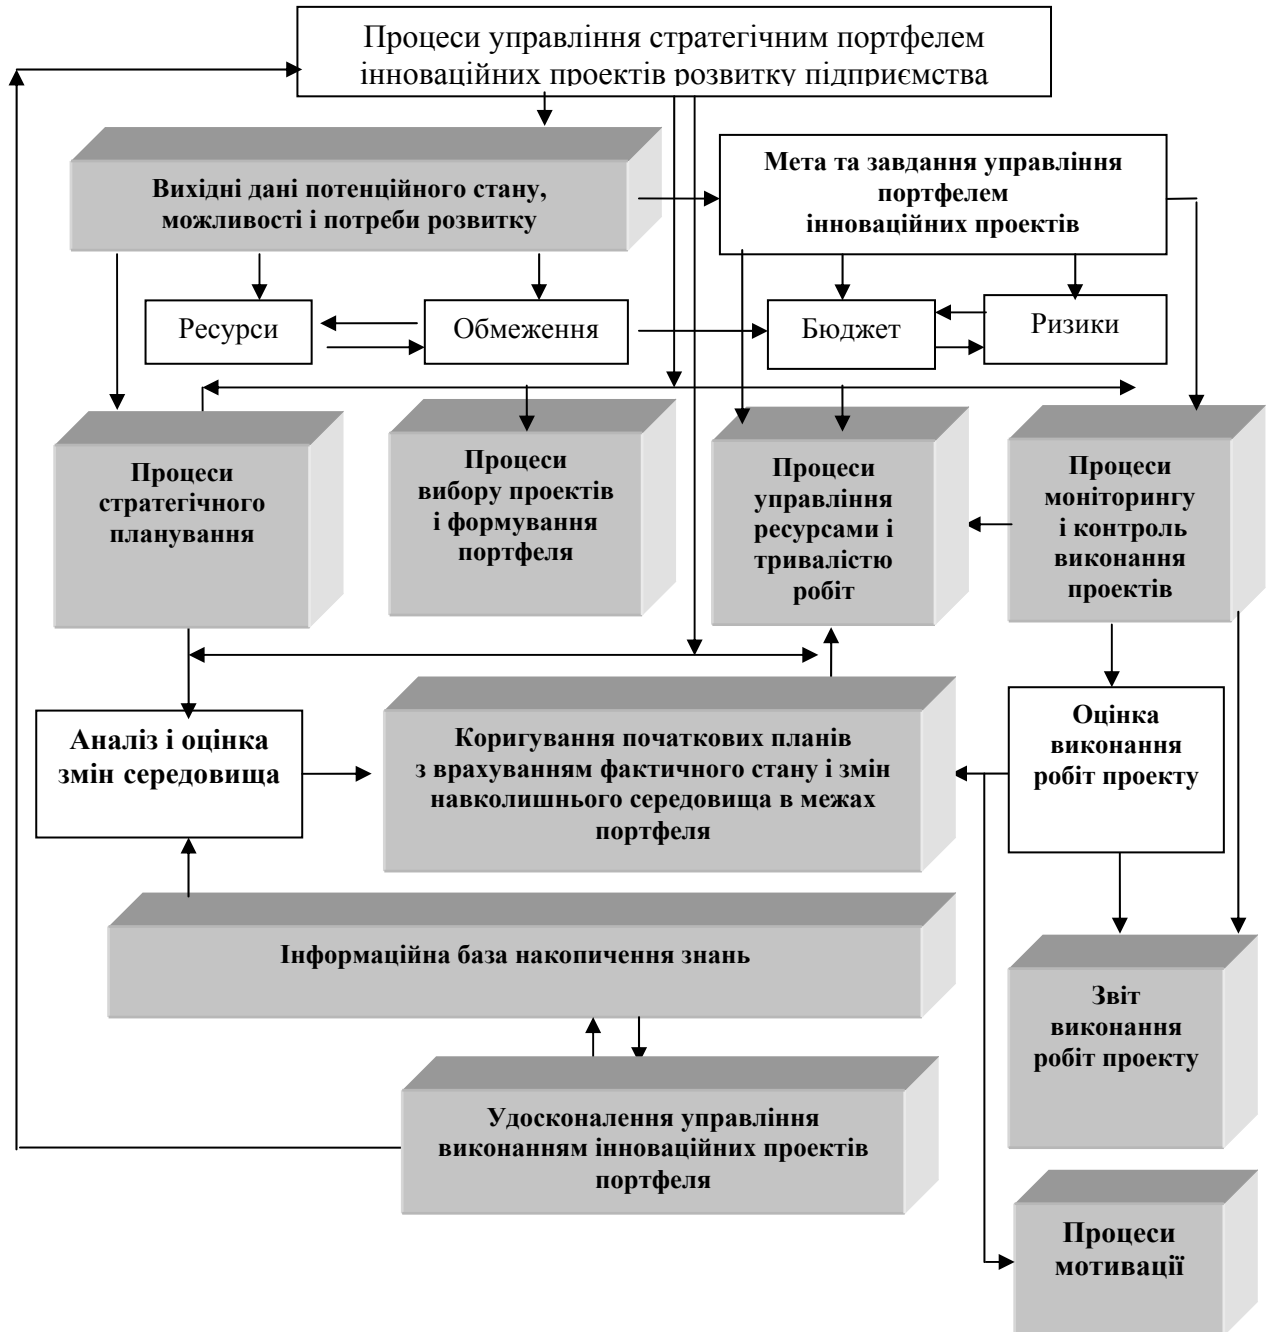 Процеси управління стратегічним портфелем
інноваційних проектів розвитку підприємства
Вихідні дані потенційного стану,
можливості і потреби розвитку
Мета та завдання управління
портфелем
інноваційних проектів
Ресурси
Обмеження
Бюджет
Ризики
Процеси
стратегічного
планування
Процеси
вибору проектів
і формування
портфеля
Процеси
управління
ресурсами і
тривалістю
робіт
Процеси
моніторингу
і контроль
виконання
проектів
Аналіз і оцінка
змін середовища
Коригування початкових планів
з врахуванням фактичного стану і змін
навколишнього середовища в межах
портфеля
Оцінка
виконання
робіт проекту
Інформаційна база накопичення знань
Звіт
виконання
робіт проекту
Удосконалення управління
виконанням інноваційних проектів
портфеля
Процеси
мотивації